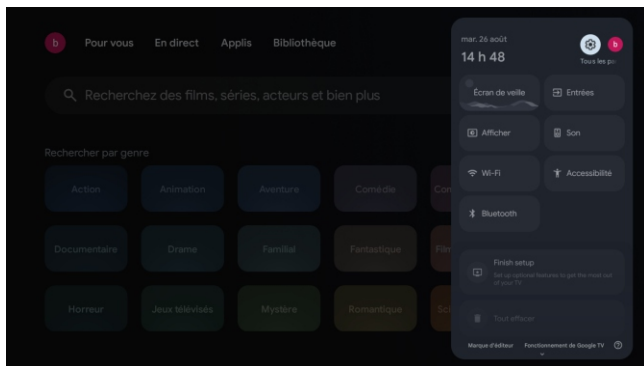 b Pour vous En direct Applis Bibliothèque
Recherchez des films, séries, acteurs et bien plus
Rechercher par genre
Action Animation Aventure Comédie
Documentaire Drame Familial Fantastique
Horreur Jeux télévisés Mystère Romantique
mar. 26 août
14 h 48
b
Tous les
Écran de veille Entrées
Afficher Son
Wi-Fi Accessibilité
Bluetooth
Finish setup
Set up optional features to get the most out
of your TV
Tout effacer
Marque d'éditeur Fonctionnement de Google TV